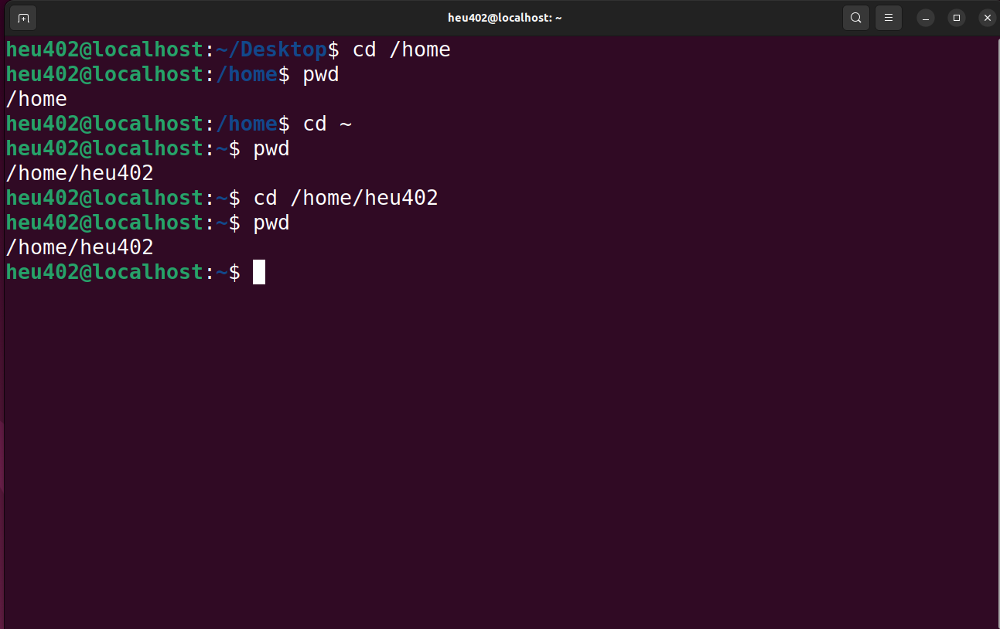 heu402@localhost: ~
heu402@localhost:~/Desktop$ cd /home
heu402@localhost:/home$ pwd
/home
heu402@localhost:/home$ cd ~
heu402@localhost:~$ pwd
/home/heu402
heu402@localhost:~$ cd /home/heu402
heu402@localhost:~$ pwd
/home/heu402
heu402@localhost:~$